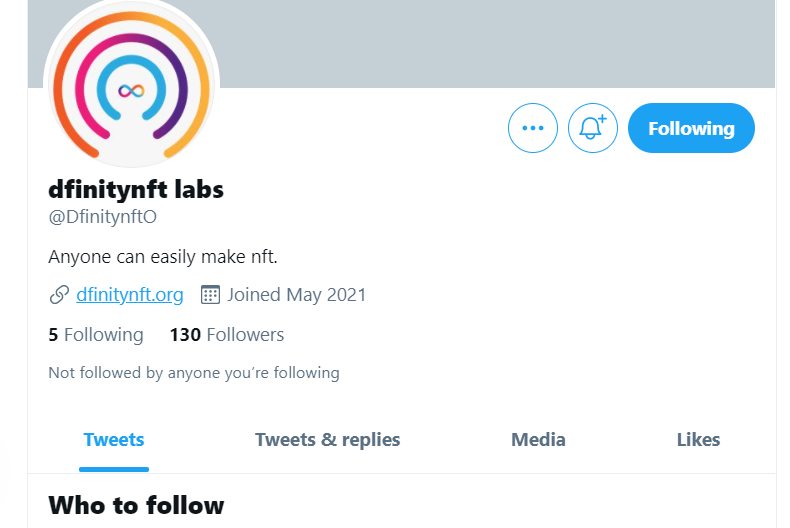 Following
dfinitynft labs
@DfinitynftO
Anyone can easily make nft.
dfinitynft.org Joined May 2021
5 Following 130 Followers
Not followed by anyone you're following
Tweets Tweets & replies Media Likes
Who to follow